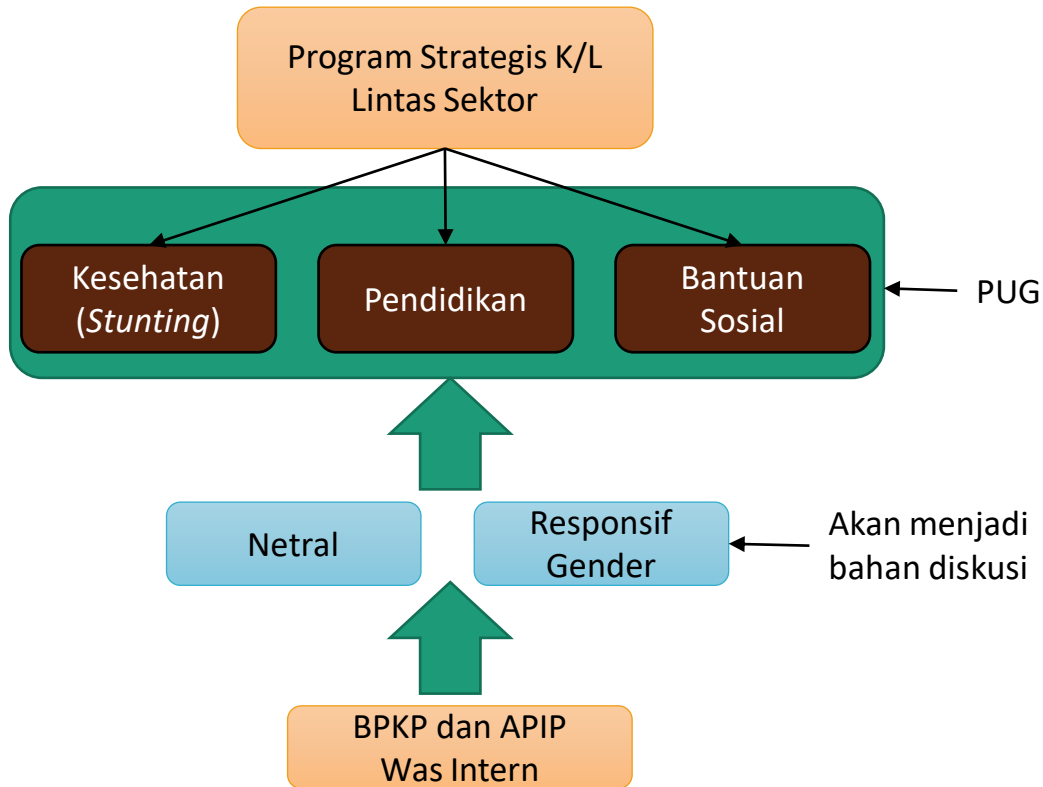 Program Strategis K/L
Lintas Sektor
Kesehatan
(Stunting)
Pendidikan
Bantuan
Sosial
PUG
Netral
Responsif
Gender
Akan menjadi
bahan diskusi
BPKP dan APIP
Was Intern